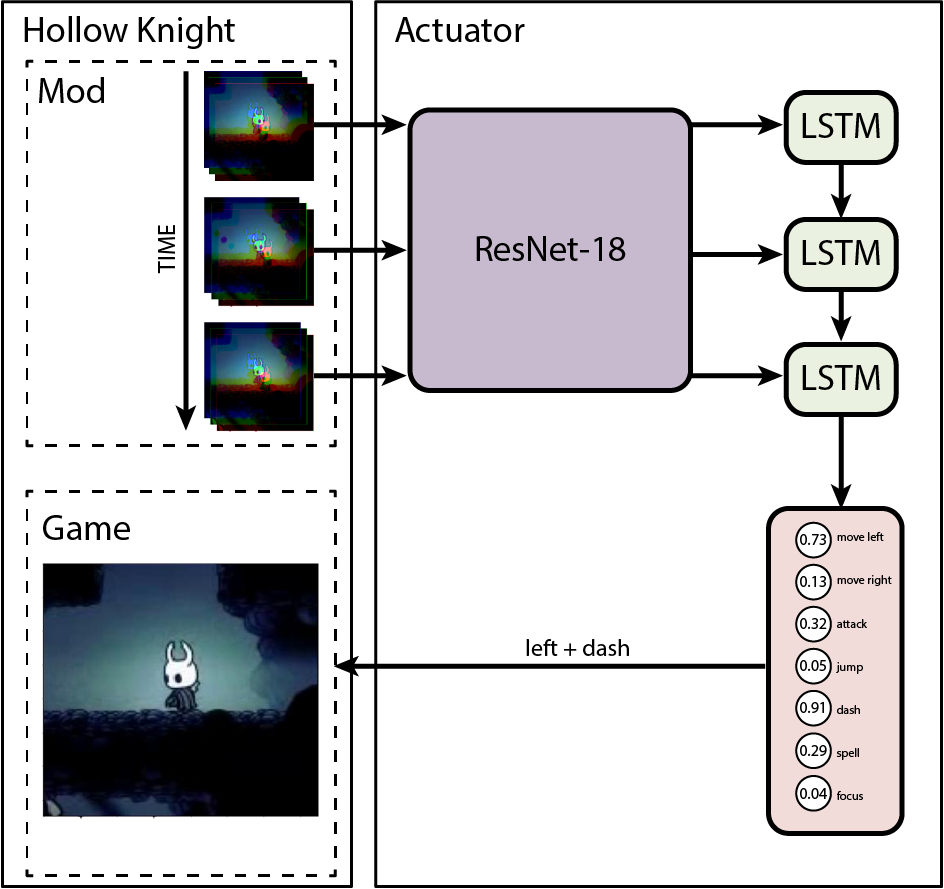 Hollow Knight
Mod
TIME
Game
Actuator
ResNet-18
LSTM
LSTM
LSTM
0.73 move left
0.13 move right
0.32 attack
0.05 jump
0.91 dash
0.29 spell
0.04 focus
left + dash